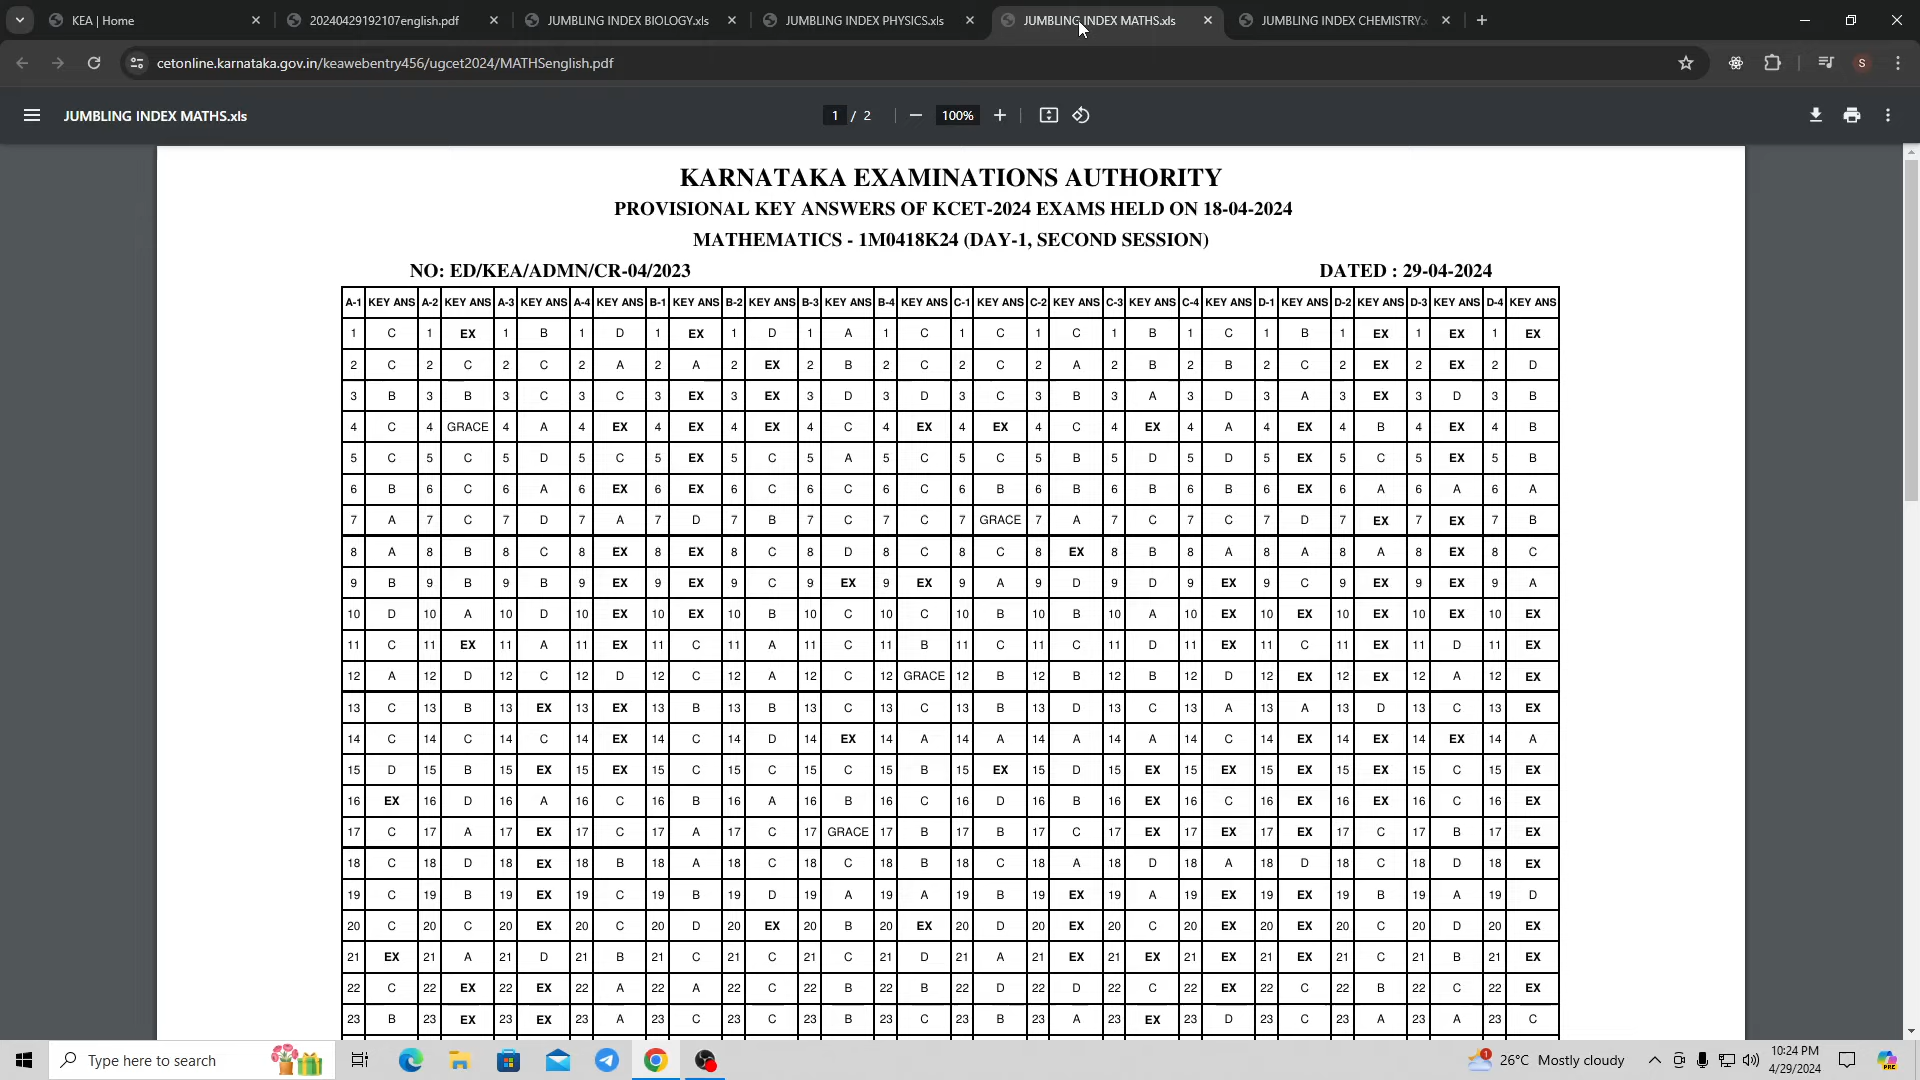 KEA | Home
20240429192107english.pdf
JUMBLING INDEX BIOLOGY.xls
JUMBLING INDEX PHYSICS.xls
JUMBLING INDEX MATHS.xls
JUMBLING INDEX CHEMISTRY.x
cetonline.karnataka.gov.in/keawebentry456/ugcet2024/MATHSenglish.pdf
S
JUMBLING INDEX MATHS.xls
1 / 2
100%
KARNATAKA EXAMINATIONS AUTHORITY
PROVISIONAL KEY ANSWERS OF KCET-2024 EXAMS HELD ON 18-04-2024
MATHEMATICS - 1M0418K24 (DAY-1, SECOND SESSION)
NO: ED/KEA/ADMN/CR-04/2023 DATED : 29-04-2024
A-1 KEY ANS A-2 KEY ANS A-3 KEY ANS A-4 KEY ANS B-1 KEY ANS B-2 KEY ANS B-3 KEY ANS B-4 KEY ANS C-1 KEY ANS C-2 KEY ANS C-3 KEY ANS C-4 KEY ANS D-1 KEY ANS D-2 KEY ANS D-3 KEY ANS D-4 KEY ANS
1 C 1 EX 1 B 1 D 1 EX 1 D 1 A 1 C 1 C 1 C 1 B 1 C 1 B 1 EX 1 EX 1 EX
2 C 2 C 2 C 2 A 2 A 2 EX 2 B 2 C 2 C 2 A 2 B 2 B 2 C 2 EX 2 EX 2 D
3 B 3 B 3 C 3 C 3 EX 3 EX 3 D 3 D 3 C 3 B 3 A 3 D 3 A 3 EX 3 D 3 B
4 C 4 GRACE 4 A 4 EX 4 EX 4 EX 4 C 4 EX 4 EX 4 C 4 EX 4 A 4 EX 4 B 4 EX 4 B
5 C 5 C 5 D 5 C 5 EX 5 C 5 A 5 C 5 C 5 B 5 D 5 D 5 EX 5 C 5 EX 5 B
6 B 6 C 6 A 6 EX 6 EX 6 C 6 C 6 C 6 B 6 B 6 B 6 B 6 EX 6 A 6 A 6 A
7 A 7 C 7 D 7 A 7 D 7 B 7 C 7 C 7 GRACE 7 A 7 C 7 C 7 D 7 EX 7 EX 7 B
8 A 8 B 8 C 8 EX 8 EX 8 C 8 D 8 C 8 C 8 EX 8 B 8 A 8 A 8 A 8 EX 8 C
9 B 9 B 9 B 9 EX 9 EX 9 C 9 EX 9 EX 9 A 9 D 9 D 9 EX 9 C 9 EX 9 EX 9 A
10 D 10 A 10 D 10 EX 10 EX 10 B 10 C 10 C 10 B 10 B 10 A 10 EX 10 EX 10 EX 10 EX 10 EX
11 C 11 EX 11 A 11 EX 11 C 11 A 11 C 11 B 11 C 11 C 11 D 11 EX 11 C 11 EX 11 D 11 EX
12 A 12 D 12 C 12 D 12 C 12 A 12 C 12 GRACE 12 B 12 B 12 B 12 D 12 EX 12 EX 12 A 12 EX
13 C 13 B 13 EX 13 EX 13 B 13 B 13 C 13 C 13 B 13 D 13 C 13 A 13 A 13 D 13 C 13 EX
14 C 14 C 14 C 14 EX 14 C 14 D 14 EX 14 A 14 A 14 A 14 A 14 C 14 EX 14 EX 14 EX 14 A
15 D 15 B 15 EX 15 EX 15 C 15 C 15 C 15 B 15 EX 15 D 15 EX 15 EX 15 EX 15 EX 15 C 15 EX
16 EX 16 D 16 A 16 C 16 B 16 A 16 B 16 C 16 D 16 B 16 EX 16 C 16 EX 16 EX 16 C 16 EX
17 C 17 A 17 EX 17 C 17 A 17 C 17 GRACE 17 B 17 B 17 C 17 EX 17 EX 17 EX 17 C 17 B 17 EX
18 C 18 D 18 EX 18 B 18 A 18 C 18 C 18 B 18 C 18 A 18 D 18 A 18 D 18 C 18 D 18 EX
19 C 19 B 19 EX 19 C 19 B 19 D 19 A 19 A 19 B 19 EX 19 A 19 EX 19 EX 19 B 19 A 19 D
20 C 20 C 20 EX 20 C 20 D 20 EX 20 B 20 EX 20 D 20 EX 20 C 20 EX 20 EX 20 C 20 D 20 EX
21 EX 21 A 21 D 21 B 21 C 21 C 21 C 21 D 21 A 21 EX 21 EX 21 EX 21 EX 21 C 21 B 21 EX
22 C 22 EX 22 EX 22 A 22 A 22 C 22 B 22 B 22 D 22 D 22 C 22 EX 22 C 22 B 22 C 22 EX
23 B 23 EX 23 EX 23 A 23 C 23 C 23 B 23 C 23 B 23 A 23 EX 23 D 23 C 23 A 23 A 23 C
Type here to search
1
26°C Mostly cloudy
PRE
10:24 PM
4/29/2024